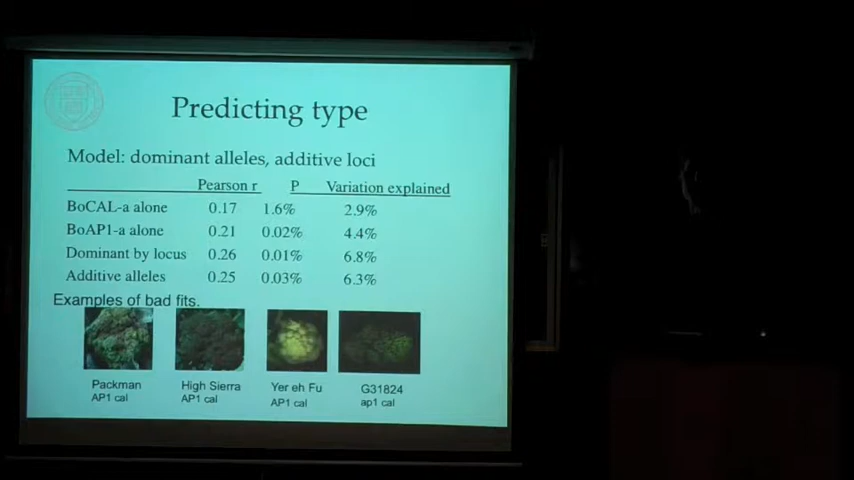 Predicting type
Model: dominant alleles, additive loci
Pearson r P Variation explained
BoCAL-a alone 0.17 1.6% 2.9%
BoAP1-a alone 0.21 0.02% 4.4%
Dominant by locus 0.26 0.01% 6.8%
Additive alleles 0.25 0.03% 6.3%
Examples of bad fits.
Packman High Sierra Yer eh Fu G31824
AP1 cal AP1 cal AP1 cal ap1 cal